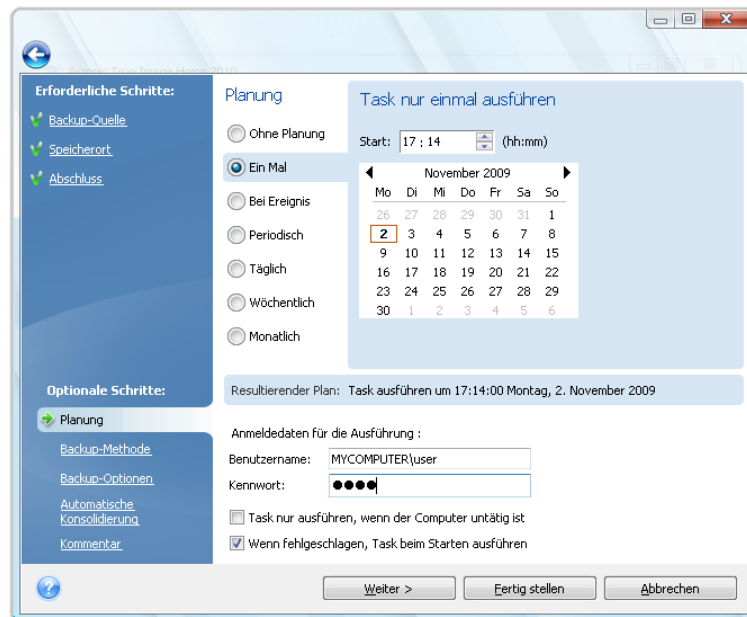 Acronis True Image Home 2010
Erforderliche Schritte:
Backup-Quelle
Speicherort
Abschluss
Optionale Schritte:
Planung
Backup-Methode
Backup-Optionen
Automatische
Konsolidierung
Kommentar
Planung
Ohne Planung
Ein Mal
Bei Ereignis
Periodisch
Täglich
Wöchentlich
Monatlich
Task nur einmal ausführen
Start: 17 : 14 (hh:mm)
November 2009
Mo Di Mi Do Fr Sa So
26 27 28 29 30 31 1
2 3 4 5 6 7 8
9 10 11 12 13 14 15
16 17 18 19 20 21 22
23 24 25 26 27 28 29
30 1 2 3 4 5 6
Resultierender Plan: Task ausführen um 17:14:00 Montag, 2. November 2009
Anmeldedaten für die Ausführung :
Benutzername: MYCOMPUTER\user
Kennwort: ●●●●
Task nur ausführen, wenn der Computer untätig ist
Wenn fehlgeschlagen, Task beim Starten ausführen
Weiter >
Fertig stellen
Abbrechen